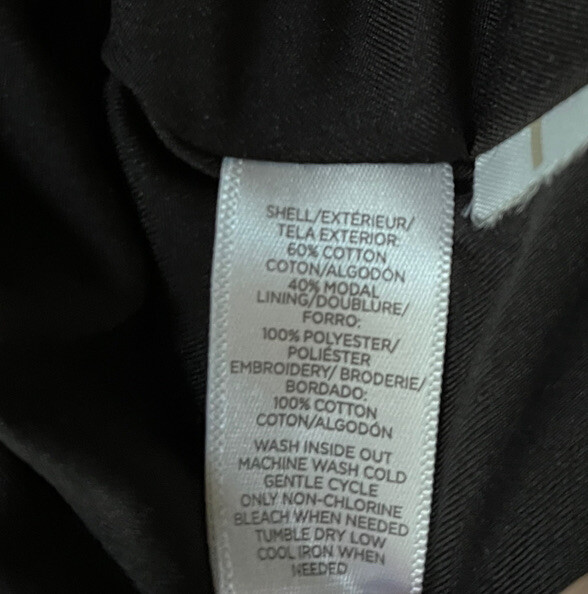 SHELL/EXTÉRIEUR/
TELA EXTERIOR:
60% COTTON
COTON/ALGODÓN
40% MODAL
LINING/DOUBLURE/
FORRO:
100% POLYESTER/
POLIÉSTER
EMBROIDERY/ BRODERIE/
BORDADO:
100% COTTON
COTON/ALGODÓN
WASH INSIDE OUT
MACHINE WASH COLD
GENTLE CYCLE
ONLY NON-CHLORINE
BLEACH WHEN NEEDED
TUMBLE DRY LOW
COOL IRON WHEN
NEEDED